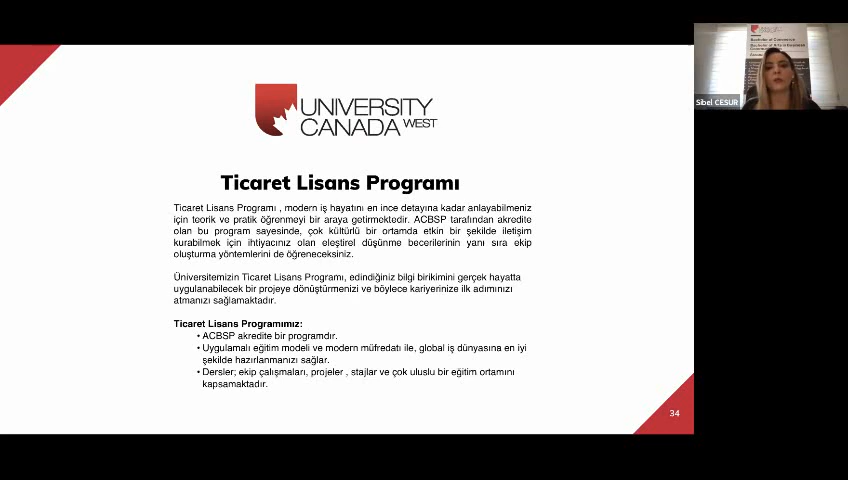 UNIVERSITY
CANADA WEST
Ticaret Lisans Programı
Ticaret Lisans Programı , modern iş hayatını en ince detayına kadar anlayabilmeniz
için teorik ve pratik öğrenmeyi bir araya getirmektedir. ACBSP tarafından akredite
olan bu program sayesinde, çok kültürlü bir ortamda etkin bir şekilde iletişim
kurabilmek için ihtiyacınız olan eleştirel düşünme becerilerinin yanı sıra ekip
oluşturma yöntemlerini de öğreneceksiniz.
Üniversitemizin Ticaret Lisans Programı, edindiğiniz bilgi birikimini gerçek hayatta
uygulanabilecek bir projeye dönüştürmenizi ve böylece kariyerinize ilk adımınızı
atmanızı sağlamaktadır.
Ticaret Lisans Programımız:
• ACBSP akredite bir programdır.
• Uygulamalı eğitim modeli ve modern müfredatı ile, global iş dünyasına en iyi
şekilde hazırlanmanızı sağlar.
• Dersler; ekip çalışmaları, projeler , stajlar ve çok uluslu bir eğitim ortamını
kapsamaktadır.
34
Bachelor of Commerce
Sibel CESUR